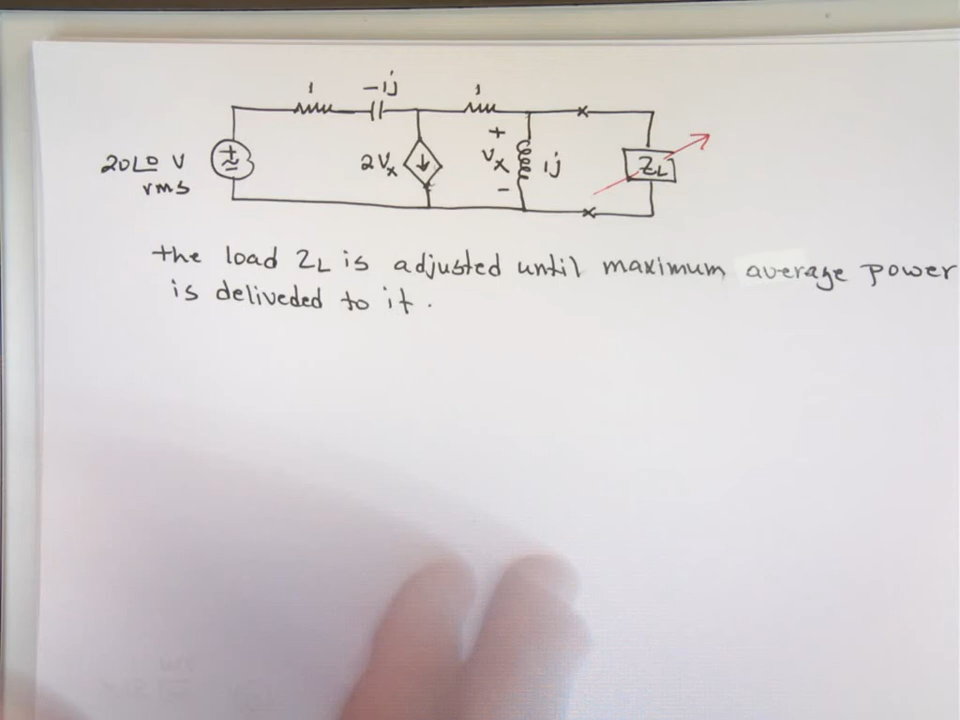 1 -1j 1
20∠0 V
rms
2Vx
+
Vx
-
1j
ZL
the load ZL is adjusted until maximum average power
is deliveded to it.